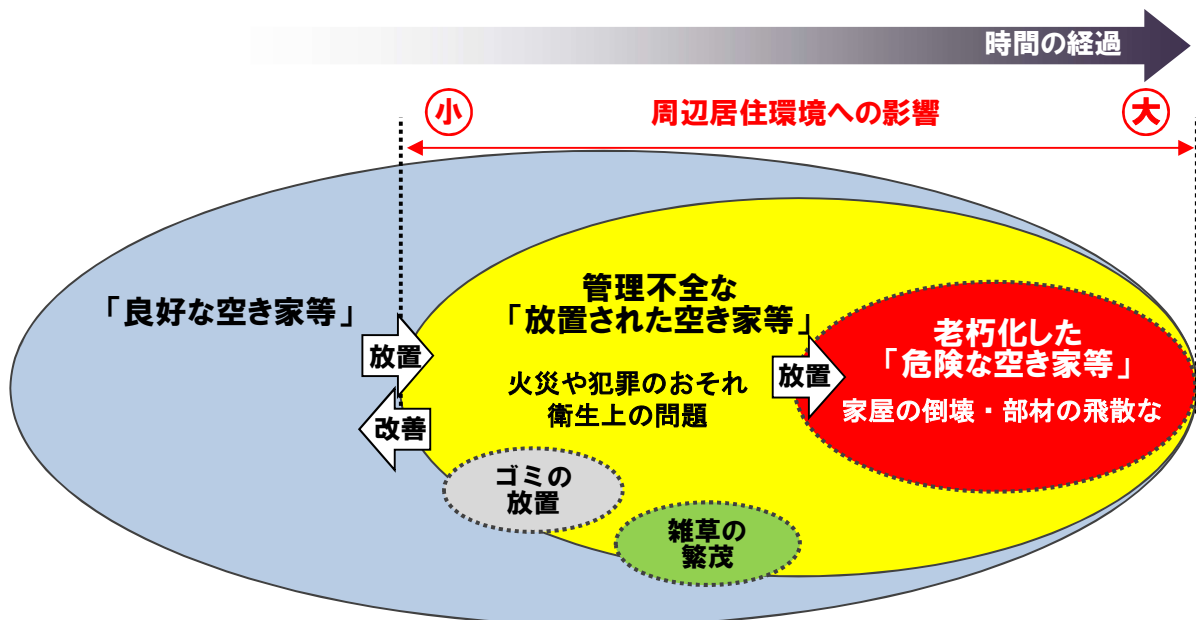 時間の経過
小
周辺居住環境への影響
大
「良好な空き家等」
管理不全な
「放置された空き家等」
火災や犯罪のおそれ
衛生上の問題
放置
改善
放置
老朽化した
「危険な空き家等」
家屋の倒壊・部材の飛散な
ゴミの
放置
雑草の
繁茂